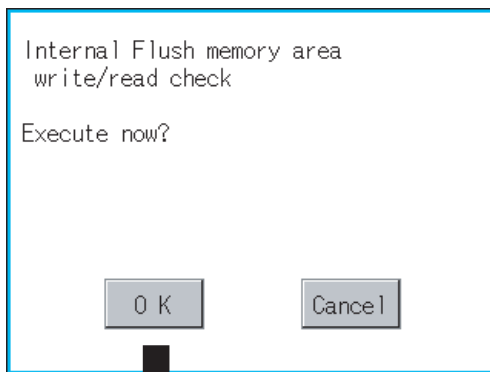 Internal Flush memory area
write/read check
Execute now?
OK Cancel